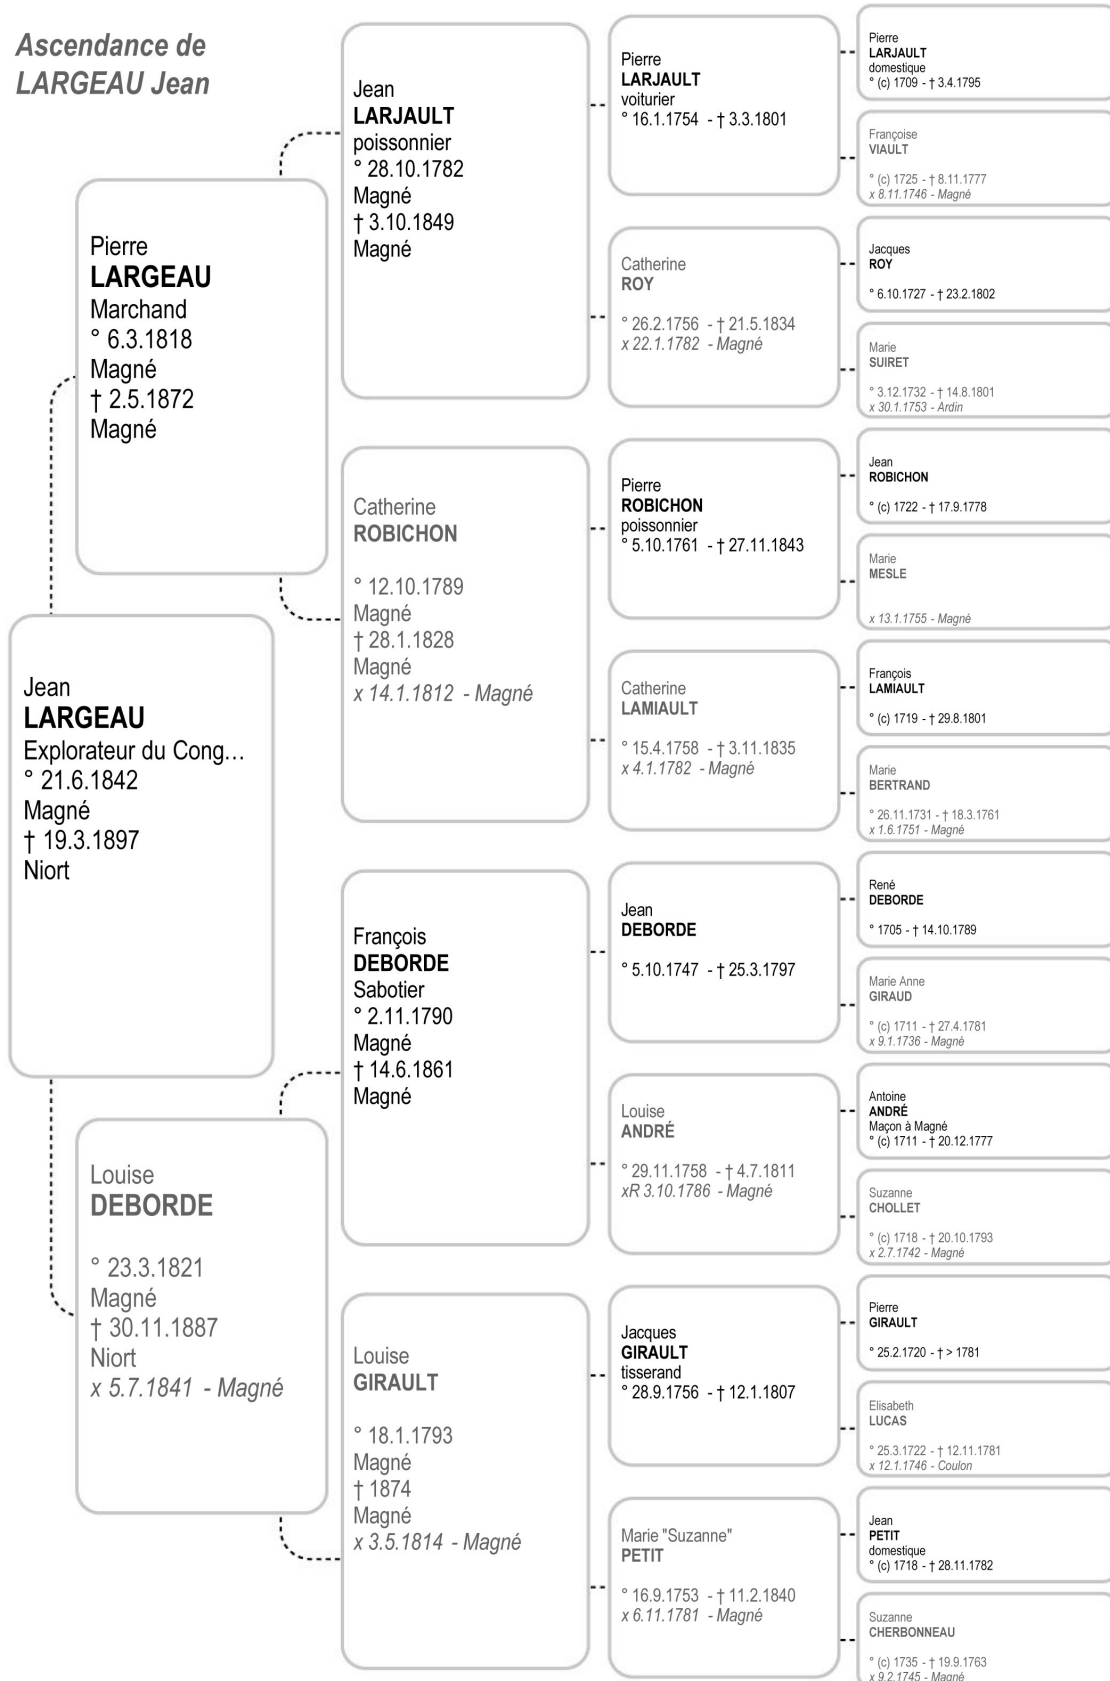 Ascendance de
LARGEAU Jean
Jean
LARGEAU
Explorateur du Cong...
° 21.6.1842
Magné
† 19.3.1897
Niort
Pierre
LARGEAU
Marchand
° 6.3.1818
Magné
† 2.5.1872
Magné
Louise
DEBORDE
° 23.3.1821
Magné
† 30.11.1887
Niort
x 5.7.1841 - Magné
Jean
LARJAULT
poissonnier
° 28.10.1782
Magné
† 3.10.1849
Magné
Catherine
ROBICHON
° 12.10.1789
Magné
† 28.1.1828
Magné
x 14.1.1812 - Magné
François
DEBORDE
Sabotier
° 2.11.1790
Magné
† 14.6.1861
Magné
Louise
GIRAULT
° 18.1.1793
Magné
† 1874
Magné
x 3.5.1814 - Magné
Pierre
LARJAULT
voiturier
° 16.1.1754 - † 3.3.1801
Catherine
ROY
° 26.2.1756 - † 21.5.1834
x 22.1.1782 - Magné
Pierre
ROBICHON
poissonnier
° 5.10.1761 - † 27.11.1843
Catherine
LAMIAULT
° 15.4.1758 - † 3.11.1835
x 4.1.1782 - Magné
Jean
DEBORDE
° 5.10.1747 - † 25.3.1797
Louise
ANDRÉ
° 29.11.1758 - † 4.7.1811
xR 3.10.1786 - Magné
Jacques
GIRAULT
tisserand
° 28.9.1756 - † 12.1.1807
Marie "Suzanne"
PETIT
° 16.9.1753 - † 11.2.1840
x 6.11.1781 - Magné
Pierre
LARJAULT
domestique
° (c) 1709 - † 3.4.1795
Françoise
VIAULT
° (c) 1725 - † 8.11.1777
x 8.11.1746 - Magné
Jacques
ROY
° 6.10.1727 - † 23.2.1802
Marie
SUIRET
° 3.12.1732 - † 14.8.1801
x 30.1.1753 - Ardin
Jean
ROBICHON
° (c) 1722 - † 17.9.1778
Marie
MESLE
x 13.1.1755 - Magné
François
LAMIAULT
° (c) 1719 - † 29.8.1801
Marie
BERTRAND
° 26.11.1731 - † 18.3.1761
x 1.6.1751 - Magné
René
DEBORDE
° 1705 - † 14.10.1789
Marie Anne
GIRAUD
° (c) 1711 - † 27.4.1781
x 9.1.1736 - Magné
Antoine
ANDRÉ
Maçon à Magné
° (c) 1711 - † 20.12.1777
Suzanne
CHOLLET
° (c) 1718 - † 20.10.1793
x 2.7.1742 - Magné
Pierre
GIRAULT
° 25.2.1720 - † > 1781
Elisabeth
LUCAS
° 25.3.1722 - † 12.11.1781
x 12.1.1746 - Coulon
Jean
PETIT
domestique
° (c) 1718 - † 28.11.1782
Suzanne
CHERBONNEAU
° (c) 1735 - † 19.9.1763
x 9.2.1745 - Magné